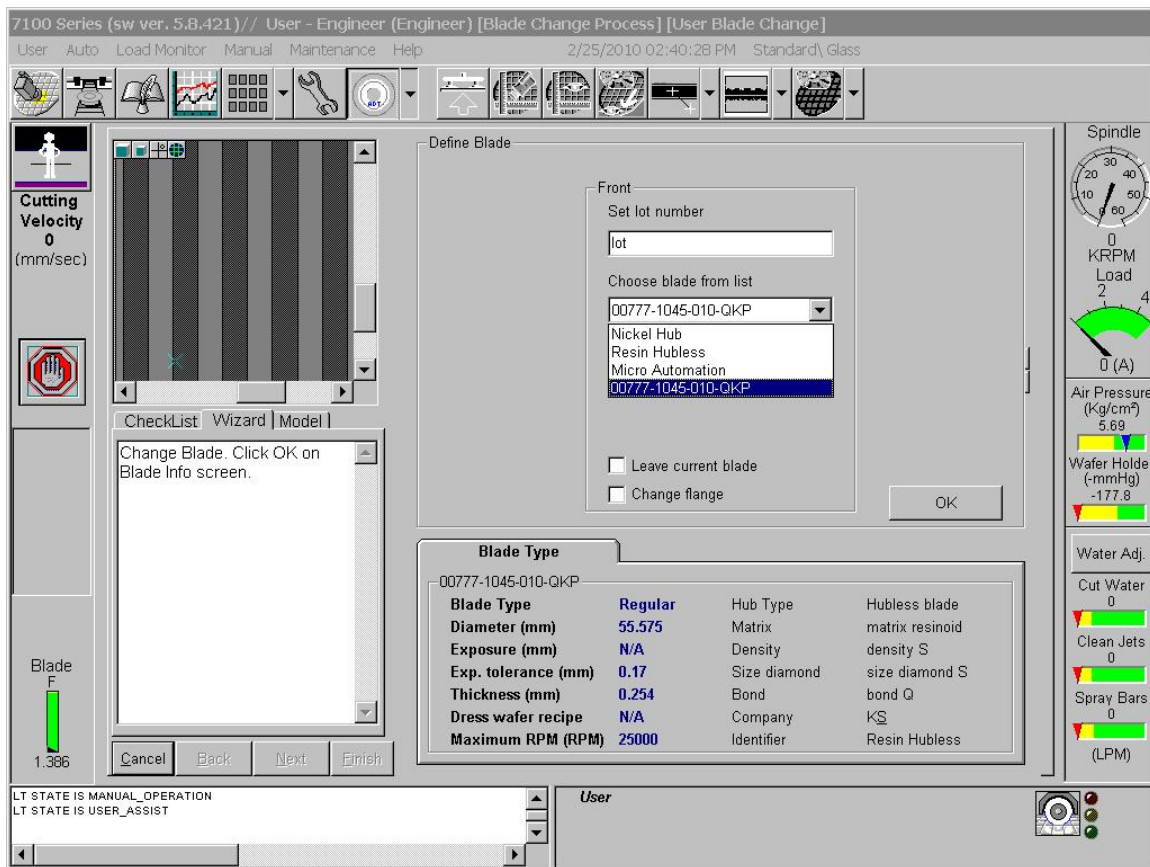 7100 Series (sw ver. 5.8.421)// User - Engineer (Engineer) [Blade Change Process] [User Blade Change]
User Auto Load Monitor Manual Maintenance Help 2/25/2010 02:40:28 PM Standard\ Glass
ADT
Cutting
Velocity
0
(mm/sec)
Blade
F
1.386
CheckList Wizard Model
Change Blade. Click OK on
Blade Info screen.
Cancel Back Next Finish
Define Blade
Front
Set lot number
lot
Choose blade from list
00777-1045-010-QKP
Nickel Hub
Resin Hubless
Micro Automation
00777-1045-010-QKP
Leave current blade
Change flange
OK
Blade Type
00777-1045-010-QKP
Blade Type Regular Hub Type Hubless blade
Diameter (mm) 55.575 Matrix matrix resinoid
Exposure (mm) N/A Density density S
Exp. tolerance (mm) 0.17 Size diamond size diamond S
Thickness (mm) 0.254 Bond bond Q
Dress wafer recipe N/A Company KS
Maximum RPM (RPM) 25000 Identifier Resin Hubless
Spindle
30
20 40
10 50
0 60
0
KRPM
Load
2 4
0 (A)
Air Pressure
(Kg/cm²)
5.69
Wafer Holde
(-mmHg)
-177.8
Water Adj.
Cut Water
0
Clean Jets
0
Spray Bars
0
(LPM)
LT STATE IS MANUAL_OPERATION
LT STATE IS USER_ASSIST
User